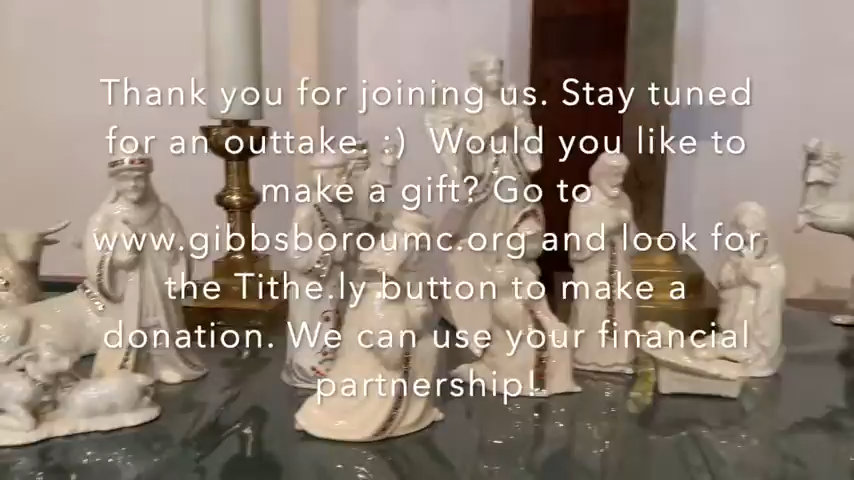 Thank you for joining us. Stay tuned
for an outtake. :) Would you like to
make a gift? Go to
www.gibbsboroumc.org and look for
the Tithe.ly button to make a
donation. We can use your financial
partnership!